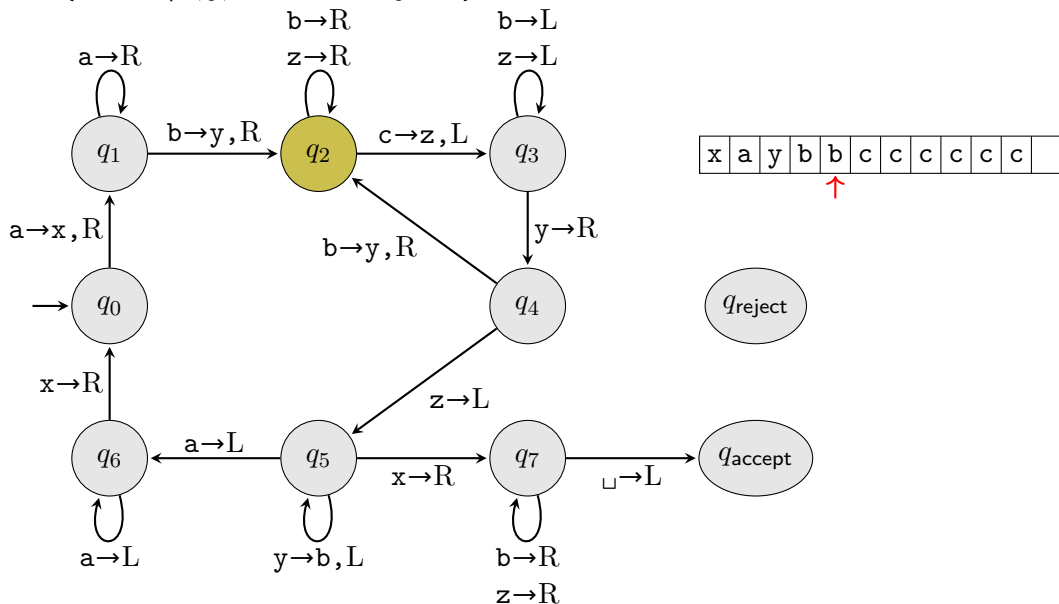 b→R
b→L
a→R
z→R
z→L
q1
b→y,R
q2
c→z,L
q3
x a y b b c c c c c c
↑
a→x,R
b→y,R
y→R
q0
q4
qreject
x→R
z→L
q6
a→L
q5
x→R
q7
␣→L
qaccept
a→L
y→b,L
b→R
z→R